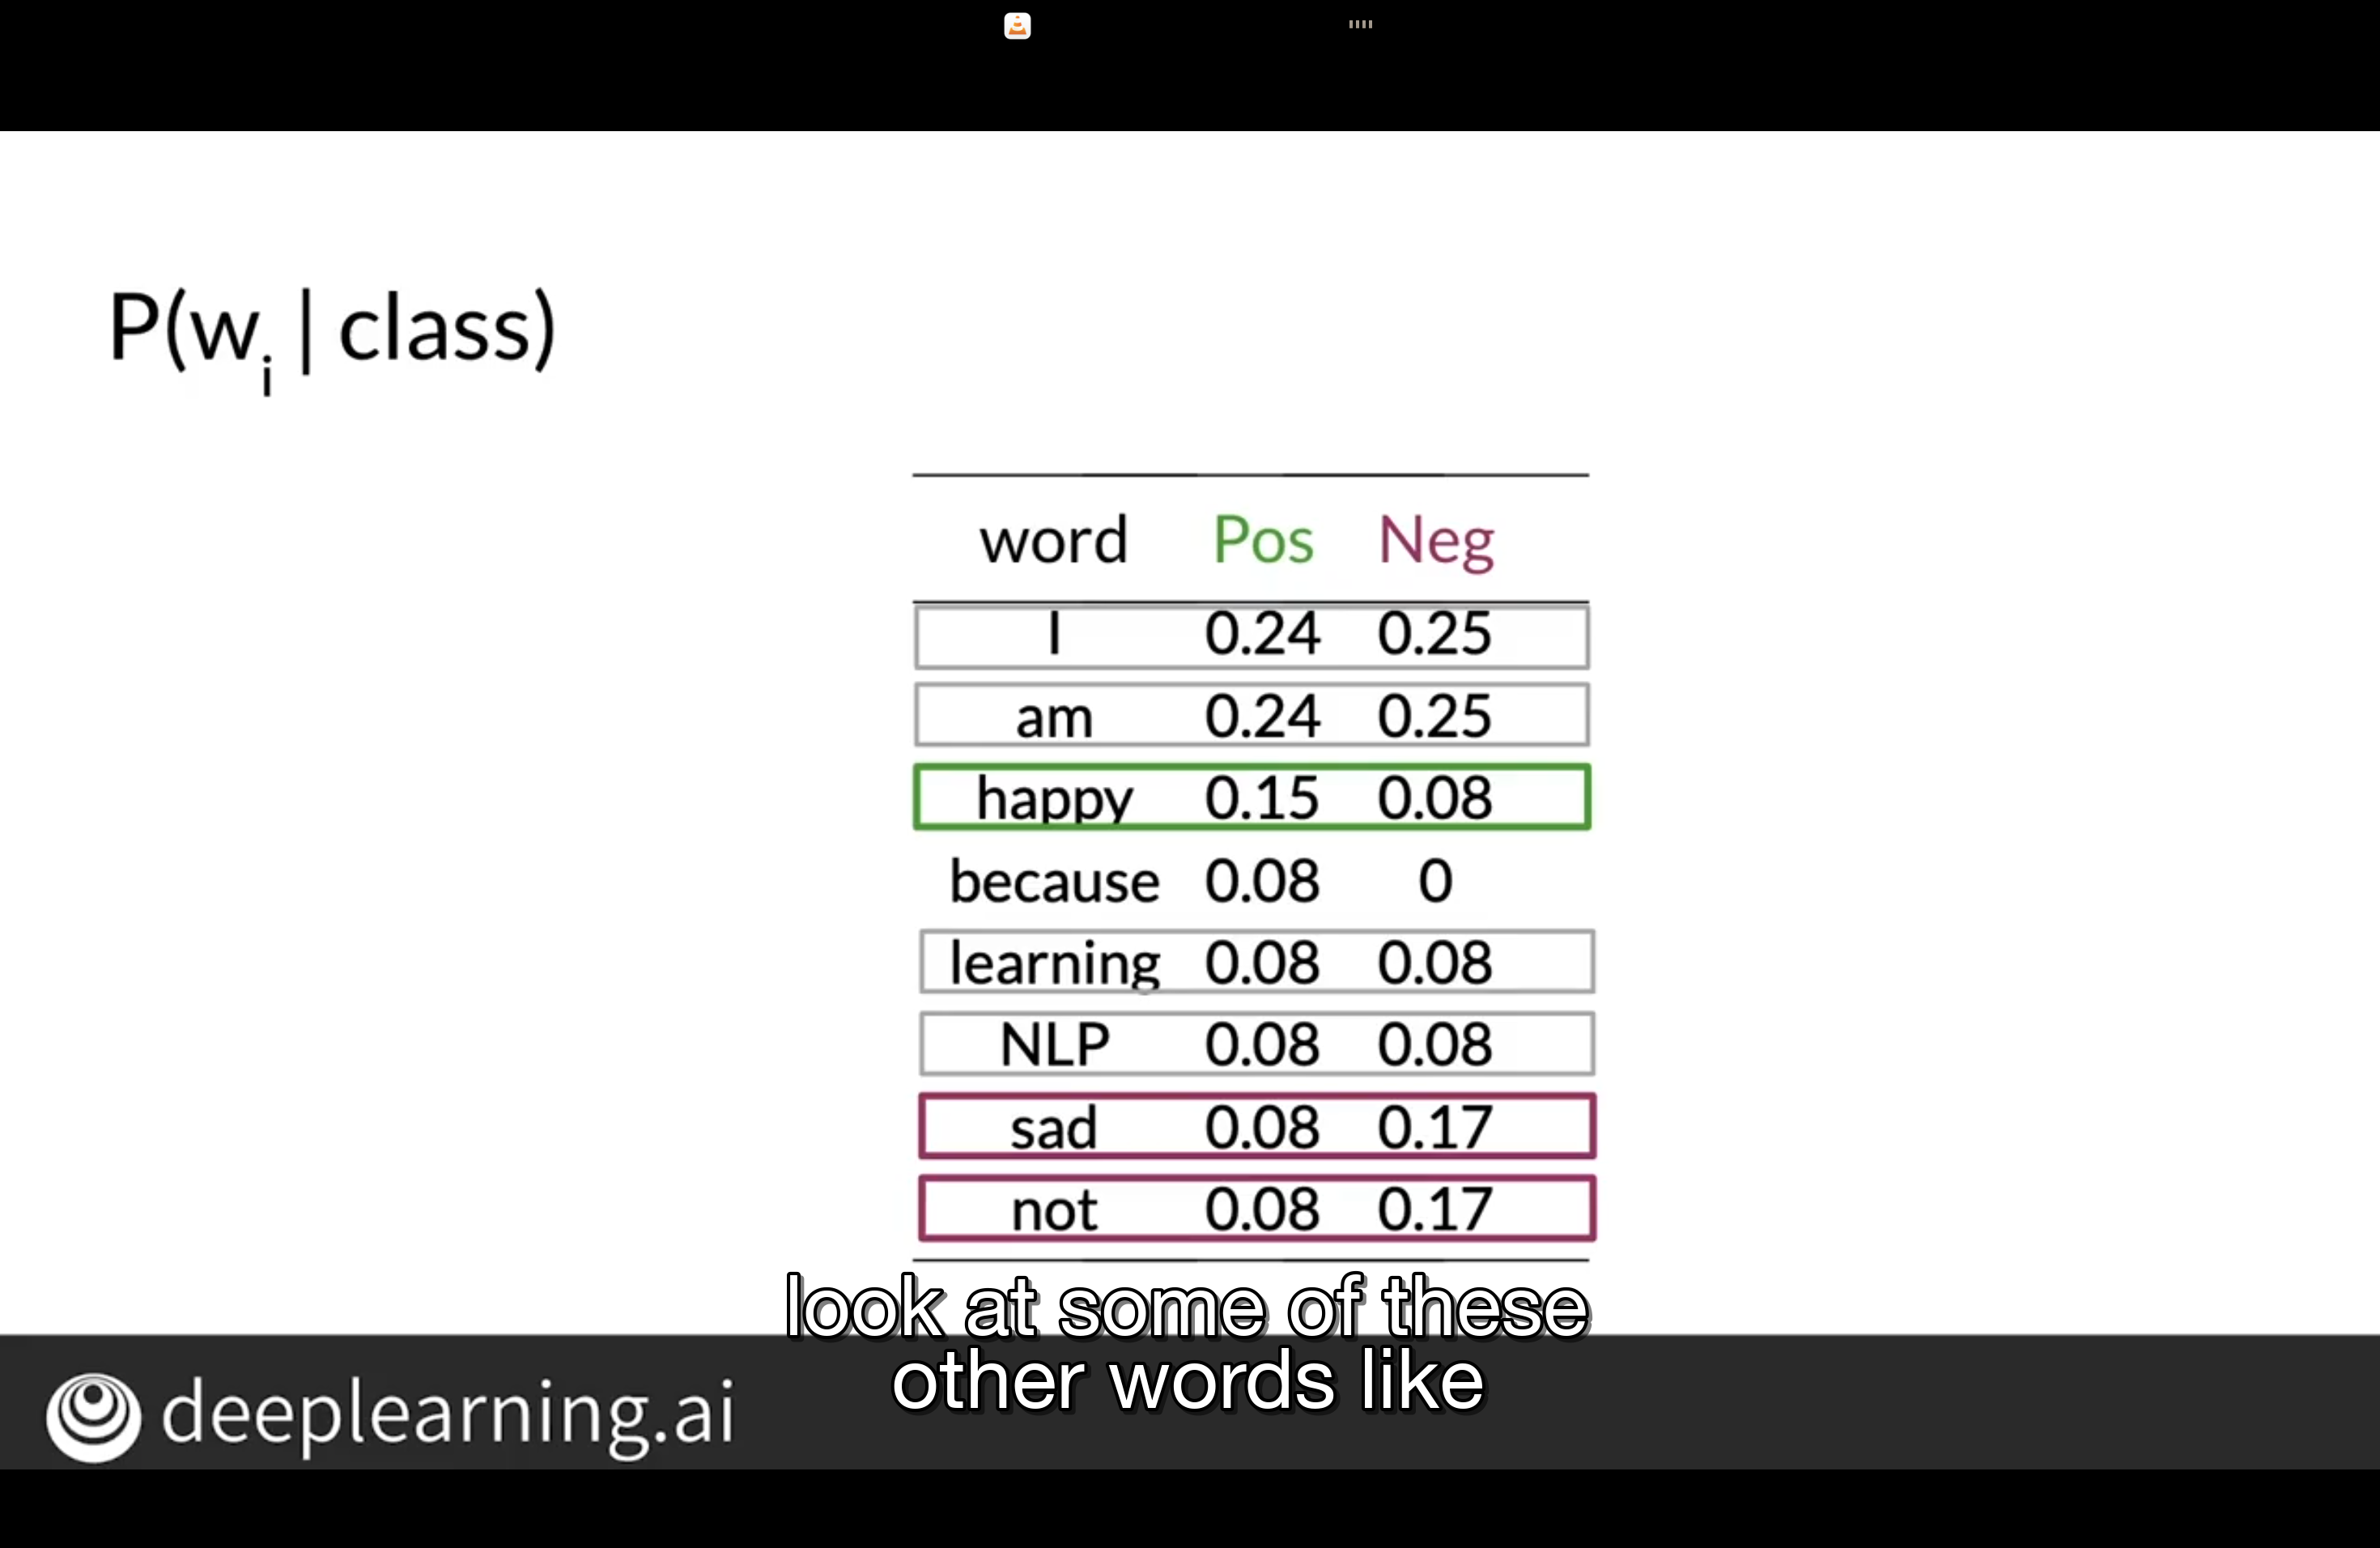 P(wi | class)
word Pos Neg
I 0.24 0.25
am 0.24 0.25
happy 0.15 0.08
because 0.08 0
learning 0.08 0.08
NLP 0.08 0.08
sad 0.08 0.17
not 0.08 0.17
look at some of these
other words like
deeplearning.ai